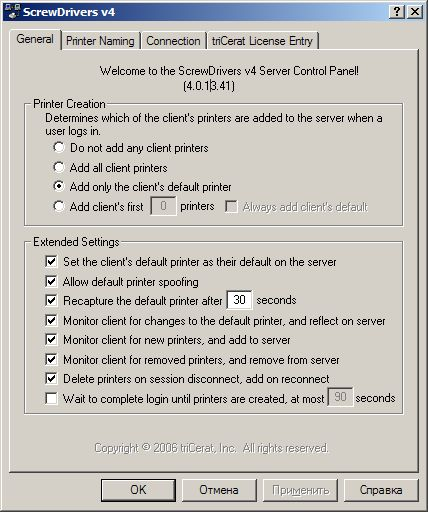 ScrewDrivers v4
General
Printer Naming
Connection
triCerat License Entry
Welcome to the ScrewDrivers v4 Server Control Panel!
(4.0.13.41)
Printer Creation
Determines which of the client's printers are added to the server when a
user logs in.
Do not add any client printers
Add all client printers
Add only the client's default printer
Add client's first 0 printers Always add client's default
Extended Settings
Set the client's default printer as their default on the server
Allow default printer spoofing
Recapture the default printer after 30 seconds
Monitor client for changes to the default printer, and reflect on server
Monitor client for new printers, and add to server
Monitor client for removed printers, and remove from server
Delete printers on session disconnect, add on reconnect
Wait to complete login until printers are created, at most 90 seconds
Copyright © 2006 triCerat, Inc. All rights reserved.
OK
Отмена
Применить
Справка